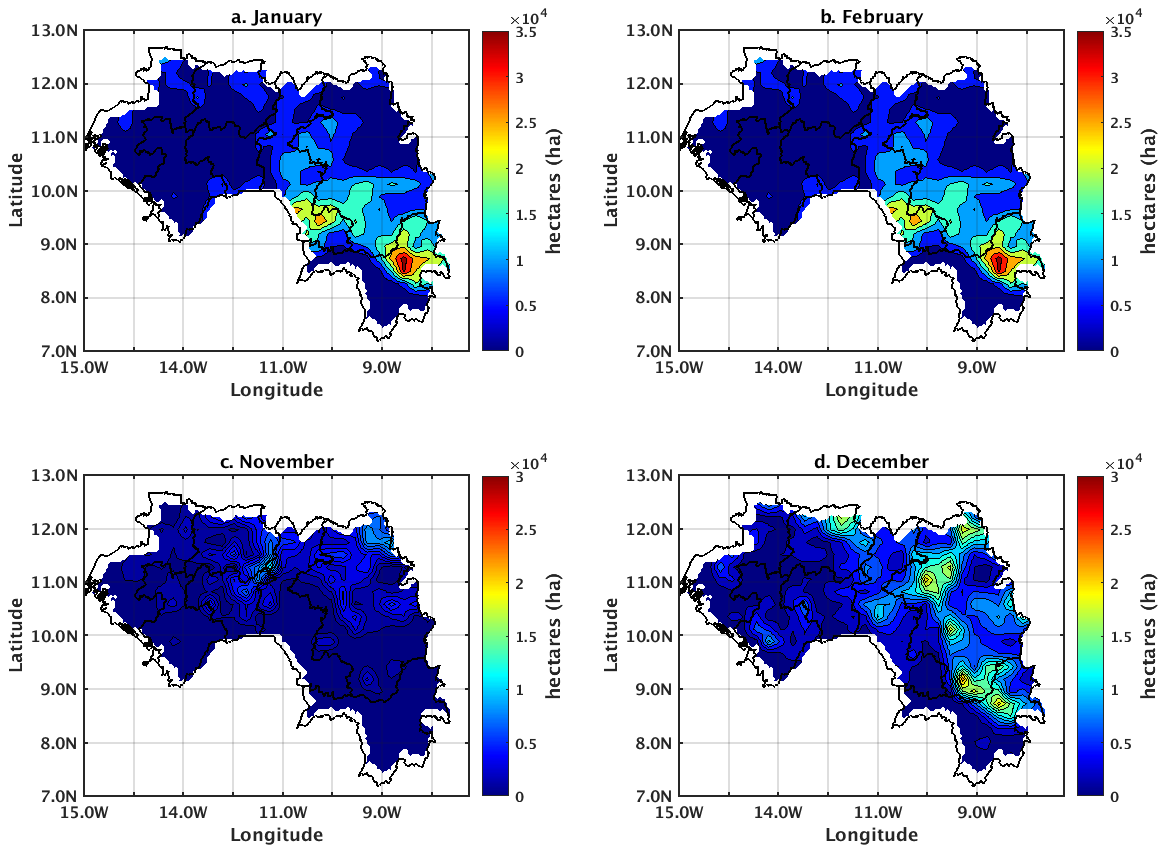 a. January
×10⁴
13.0N
12.0N
11.0N
10.0N
9.0N
8.0N
7.0N
Latitude
15.0W 14.0W 11.0W 9.0W
Longitude
3.5
3
2.5
2
1.5
1
0.5
0
hectares (ha)
b. February
×10⁴
13.0N
12.0N
11.0N
10.0N
9.0N
8.0N
7.0N
Latitude
15.0W 14.0W 11.0W 9.0W
Longitude
3.5
3
2.5
2
1.5
1
0.5
0
hectares (ha)
c. November
×10⁴
13.0N
12.0N
11.0N
10.0N
9.0N
8.0N
7.0N
Latitude
15.0W 14.0W 11.0W 9.0W
Longitude
3
2.5
2
1.5
1
0.5
0
hectares (ha)
d. December
×10⁴
13.0N
12.0N
11.0N
10.0N
9.0N
8.0N
7.0N
Latitude
15.0W 14.0W 11.0W 9.0W
Longitude
3
2.5
2
1.5
1
0.5
0
hectares (ha)